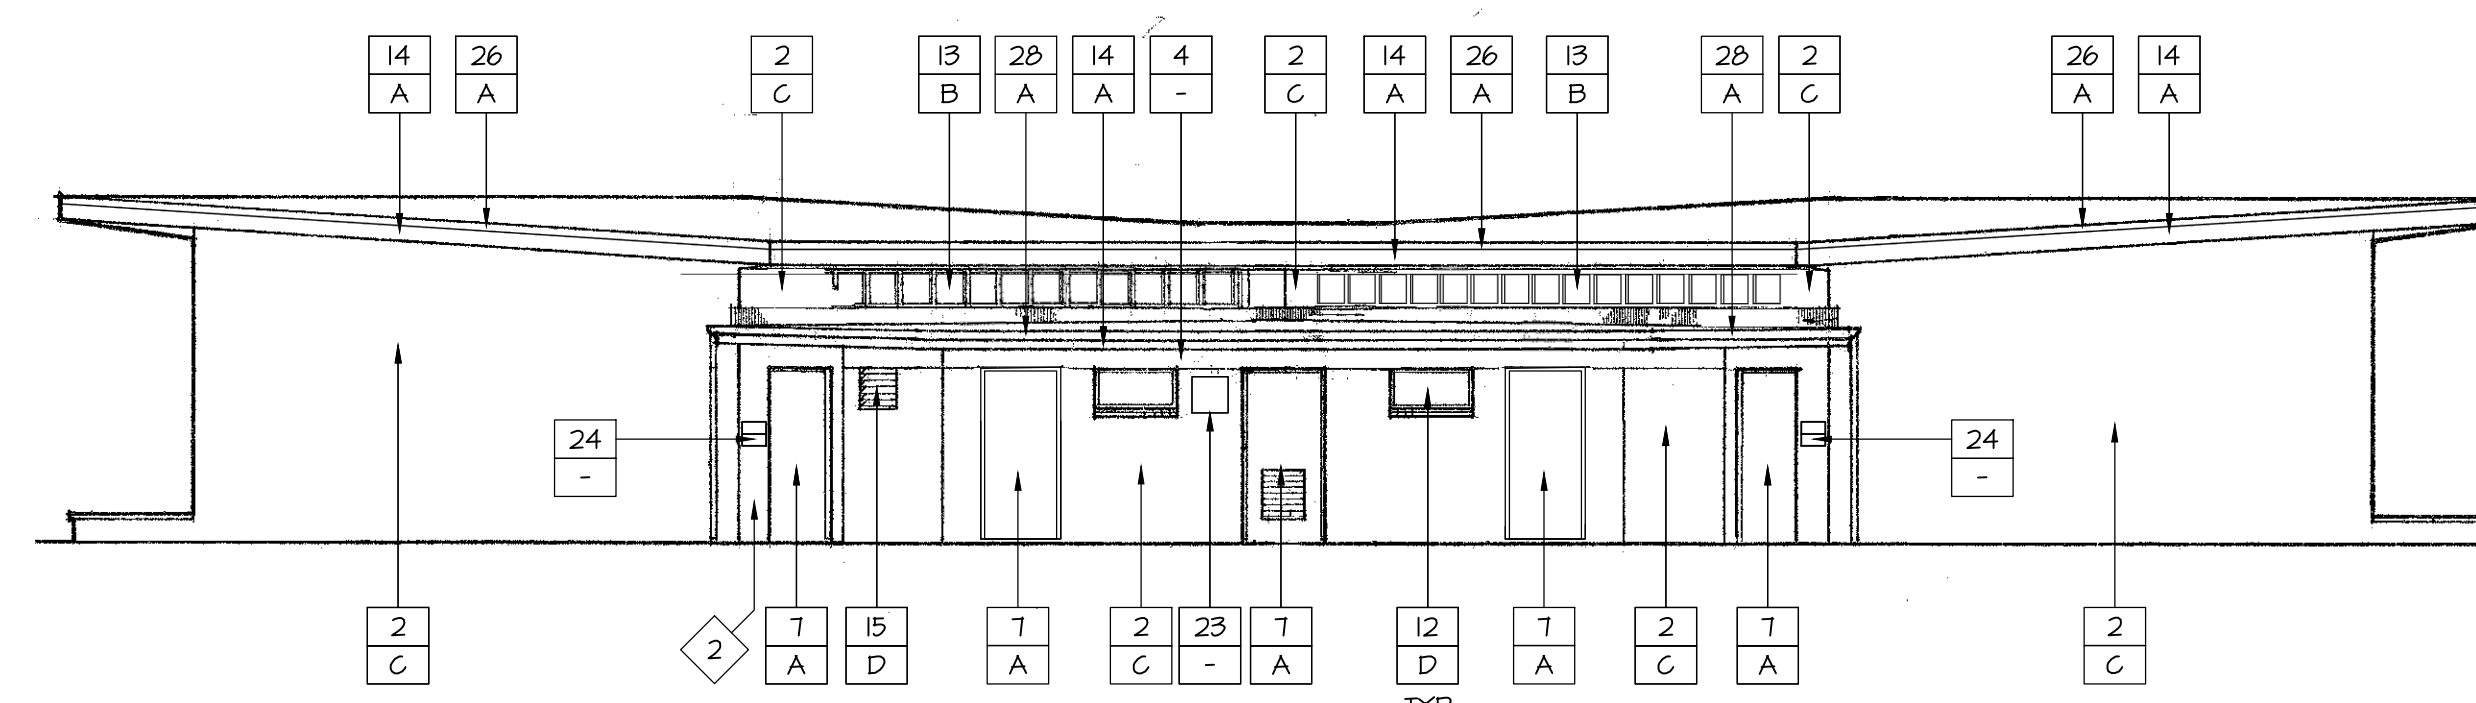 14 26 2 13 28 14 4 2 14 26 13 28 2 26 14
A A C B A A - C A A B A C A A
24 24
- -
2 7 15 7 2 23 7 12 7 2 7 2
2
C A D A C - A D A C A C
TYP